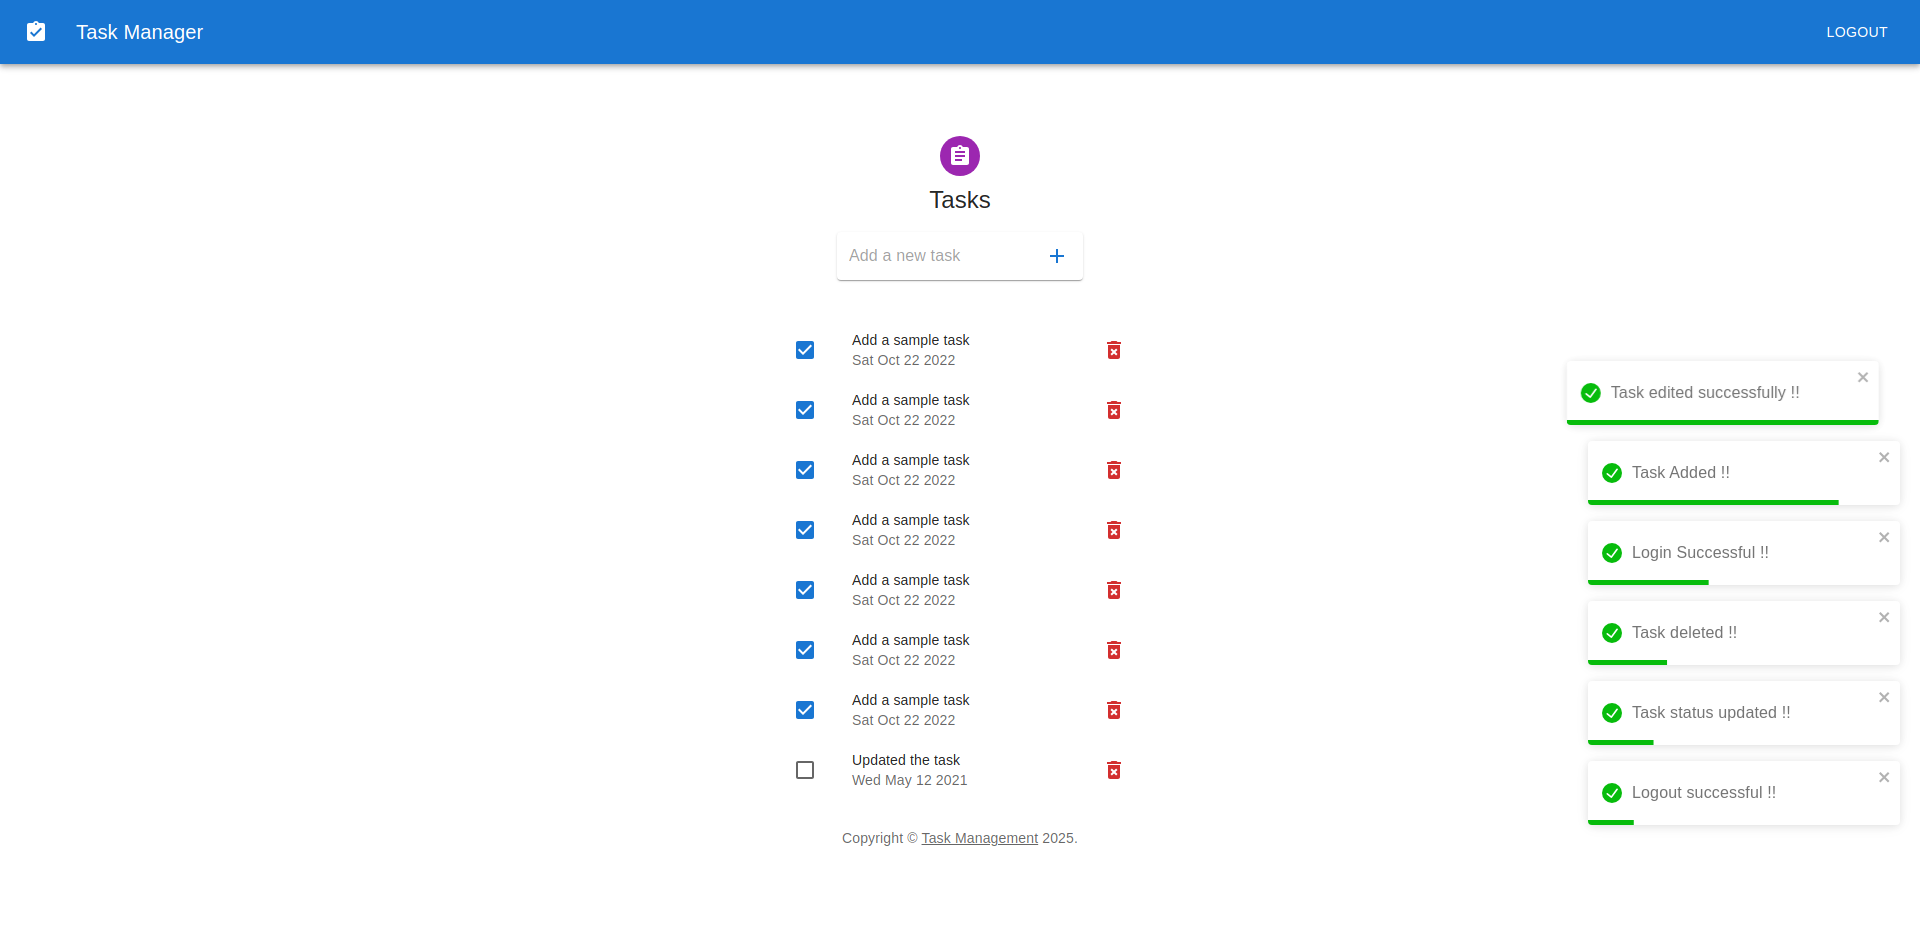 Task Manager
LOGOUT
Tasks
Add a new task
Add a sample task
Sat Oct 22 2022
Add a sample task
Sat Oct 22 2022
Add a sample task
Sat Oct 22 2022
Add a sample task
Sat Oct 22 2022
Add a sample task
Sat Oct 22 2022
Add a sample task
Sat Oct 22 2022
Add a sample task
Sat Oct 22 2022
Updated the task
Wed May 12 2021
Copyright © Task Management 2025.
Task edited successfully !!
Task Added !!
Login Successful !!
Task deleted !!
Task status updated !!
Logout successful !!